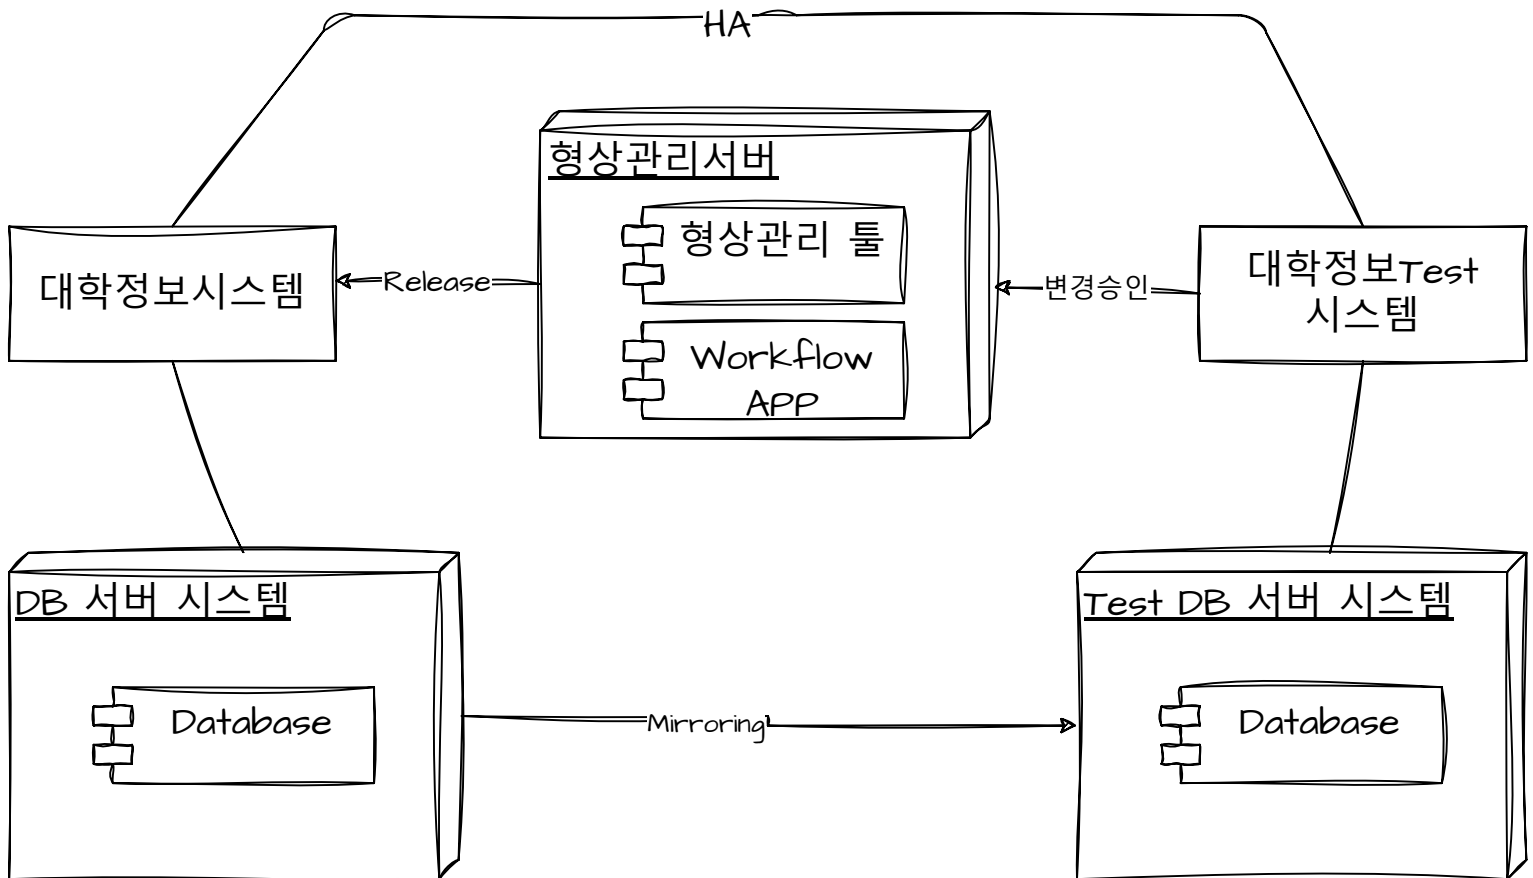 HA
형상관리서버
형상관리 툴
대학정보시스템
Release
변경승인
대학정보Test
시스템
Workflow
APP
DB 서버 시스템
Test DB 서버 시스템
Database
Mirroring
Database